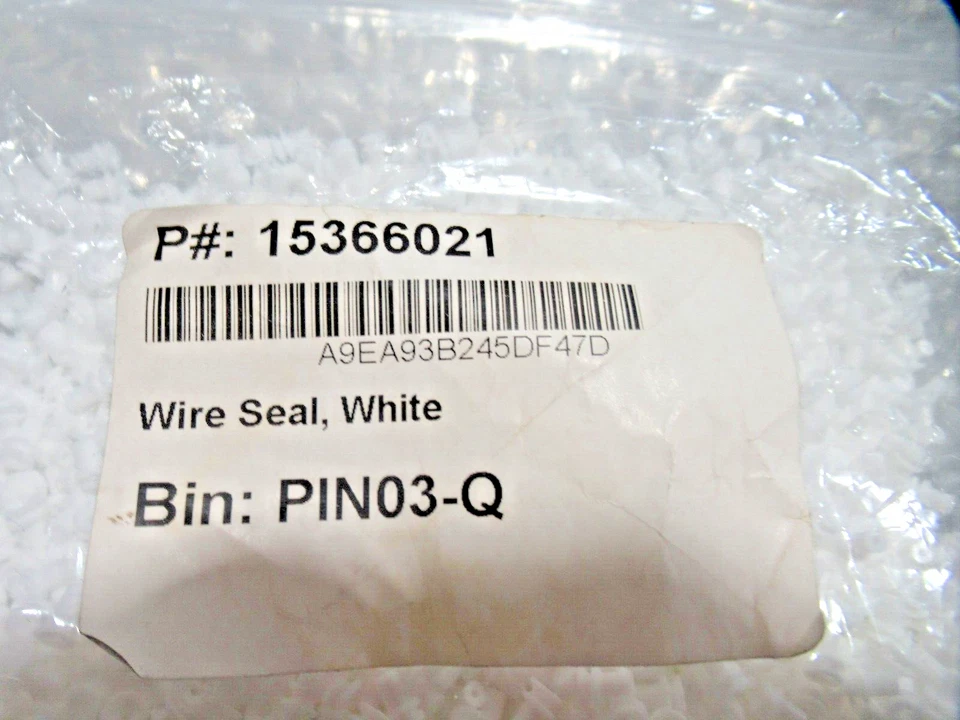 P#: 15366021
A9EA93B245DF47D
Wire Seal, White
Bin: PIN03-Q